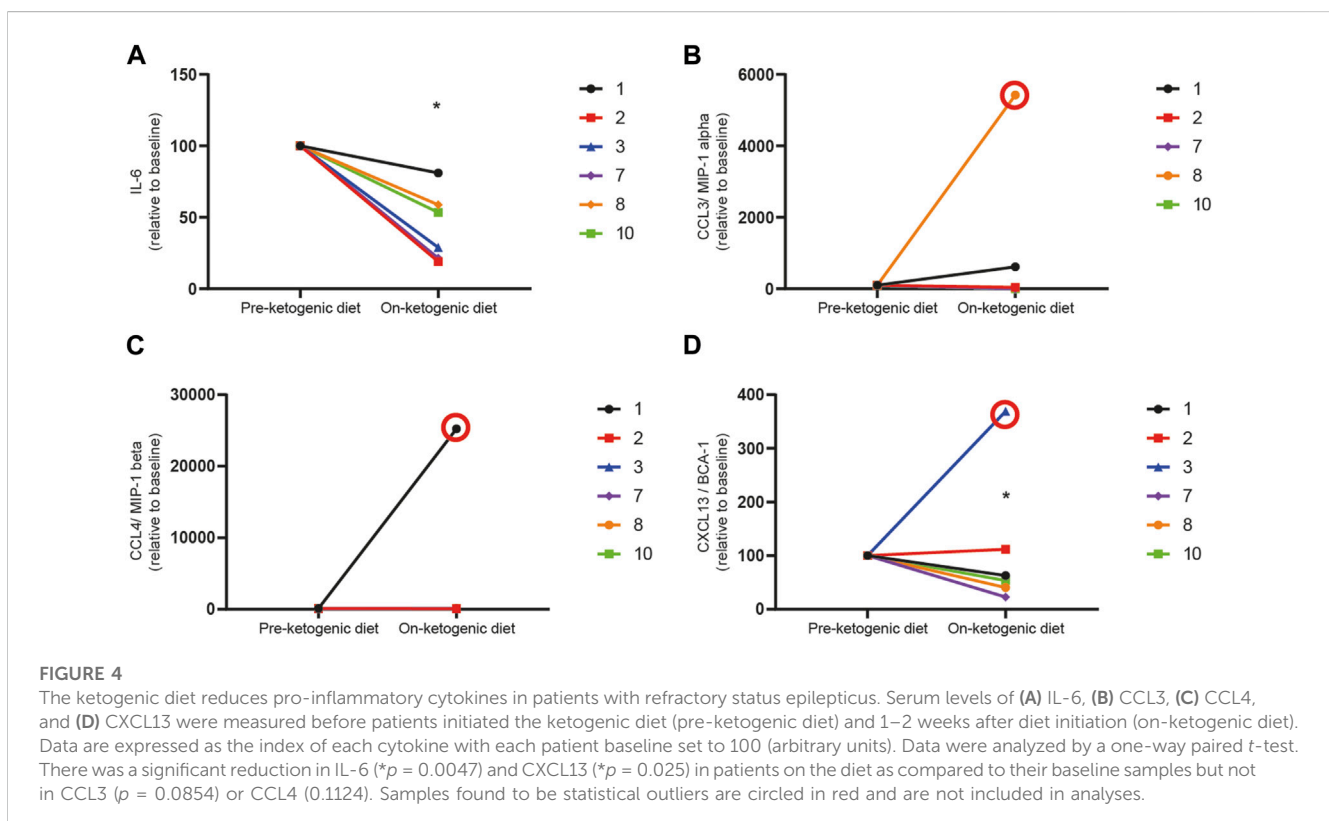 A
150
100
50
0
IL-6
(relative to baseline)
*
Pre-ketogenic diet
On-ketogenic diet
1
2
3
7
8
10
B
6000
4000
2000
0
CCL3/ MIP-1 alpha
(relative to baseline)
Pre-ketogenic diet
On-ketogenic diet
1
2
7
8
10
C
30000
20000
10000
0
CCL4/ MIP-1 beta
(relative to baseline)
Pre-ketogenic diet
On-ketogenic diet
1
2
3
7
8
10
D
400
300
200
100
0
CXCL13 / BCA-1
(relative to baseline)
*
Pre-ketogenic diet
On-ketogenic diet
1
2
3
7
8
10
FIGURE 4
The ketogenic diet reduces pro-inflammatory cytokines in patients with refractory status epilepticus. Serum levels of (A) IL-6, (B) CCL3, (C) CCL4,
and (D) CXCL13 were measured before patients initiated the ketogenic diet (pre-ketogenic diet) and 1–2 weeks after diet initiation (on-ketogenic diet).
Data are expressed as the index of each cytokine with each patient baseline set to 100 (arbitrary units). Data were analyzed by a one-way paired t-test.
There was a significant reduction in IL-6 (*p = 0.0047) and CXCL13 (*p = 0.025) in patients on the diet as compared to their baseline samples but not
in CCL3 (p = 0.0854) or CCL4 (0.1124). Samples found to be statistical outliers are circled in red and are not included in analyses.